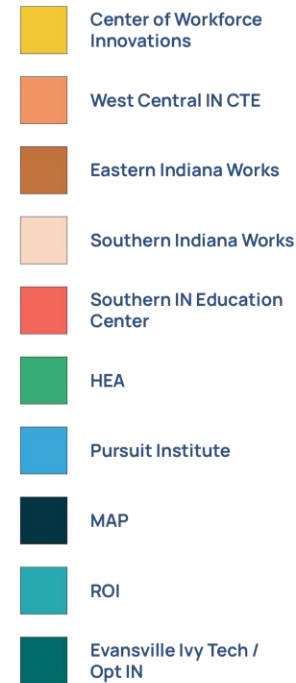 Center of Workforce
Innovations
West Central IN CTE
Eastern Indiana Works
Southern Indiana Works
Southern IN Education
Center
HEA
Pursuit Institute
MAP
ROI
Evansville Ivy Tech /
Opt IN